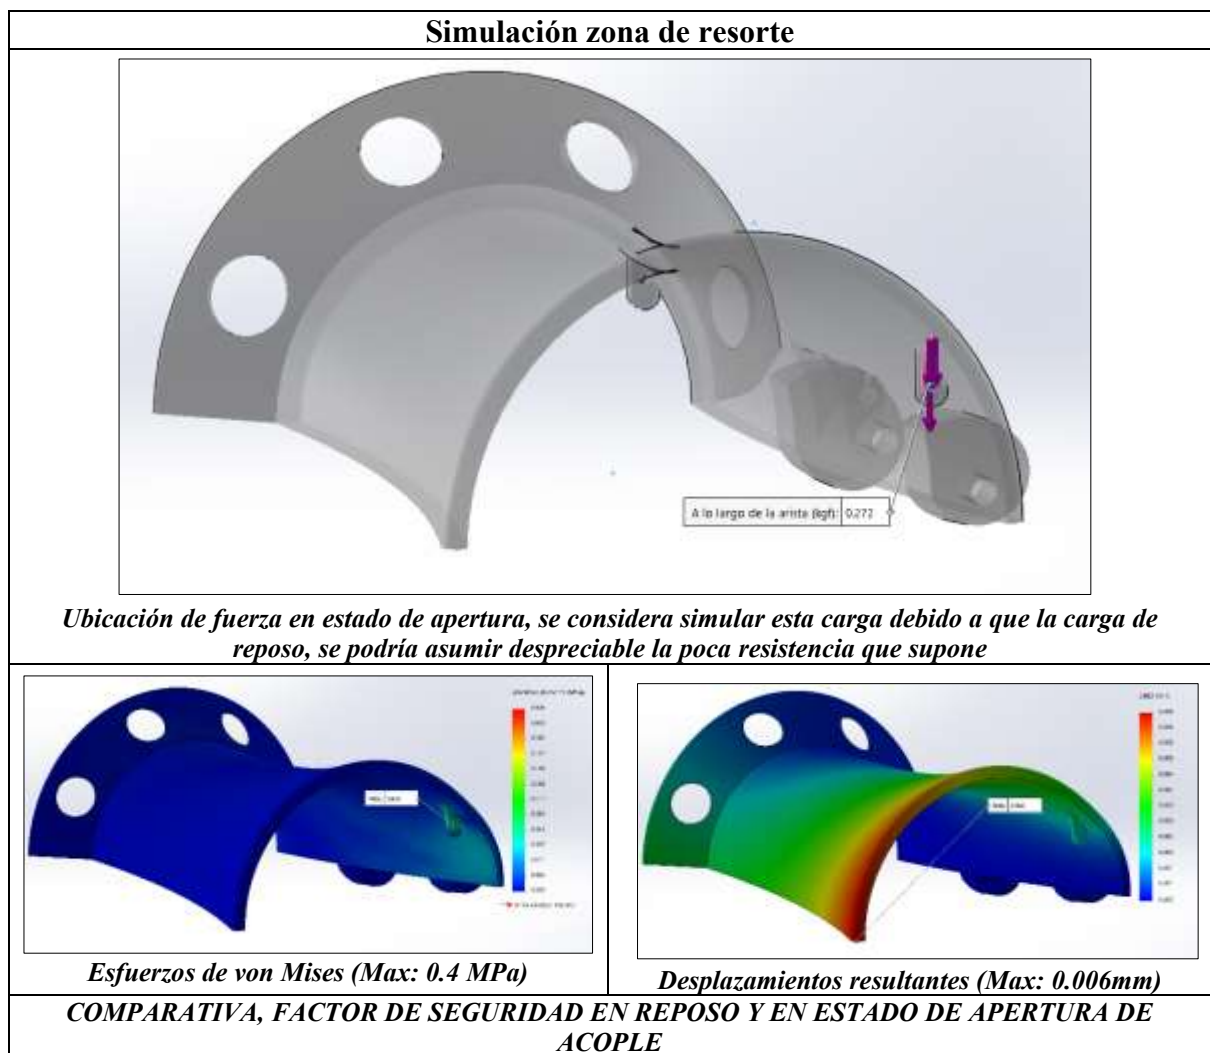 Simulación zona de resorte
A lo largo de la arista (kgf): 0.272
Ubicación de fuerza en estado de apertura, se considera simular esta carga debido a que la carga de
reposo, se podría asumir despreciable la poca resistencia que supone
Esfuerzos de von Mises (Max: 0.4 MPa)
Desplazamientos resultantes (Max: 0.006mm)
COMPARATIVA, FACTOR DE SEGURIDAD EN REPOSO Y EN ESTADO DE APERTURA DE
ACOPLE